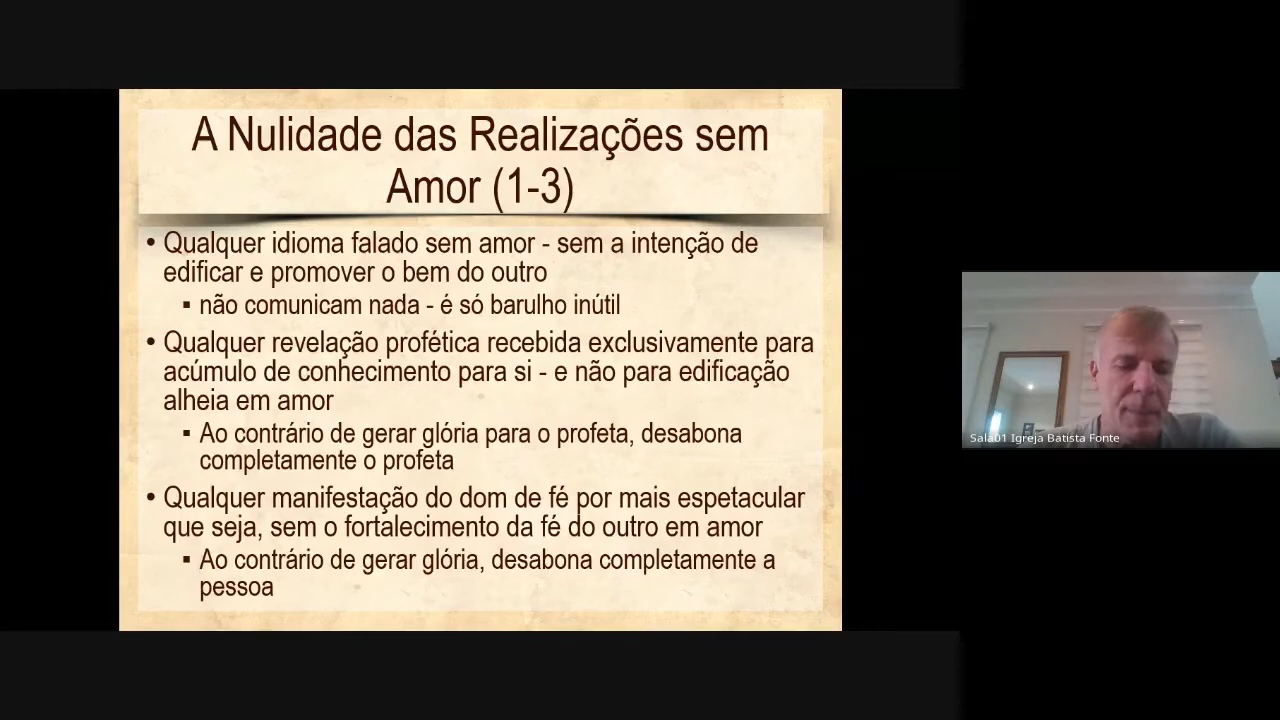 A Nulidade das Realizações sem
Amor (1-3)
• Qualquer idioma falado sem amor - sem a intenção de
edificar e promover o bem do outro
▪ não comunicam nada - é só barulho inútil
• Qualquer revelação profética recebida exclusivamente para
acúmulo de conhecimento para si - e não para edificação
alheia em amor
▪ Ao contrário de gerar glória para o profeta, desabona
completamente o profeta
• Qualquer manifestação do dom de fé por mais espetacular
que seja, sem o fortalecimento da fé do outro em amor
▪ Ao contrário de gerar glória, desabona completamente a
pessoa
Sala01 Igreja Batista Fonte